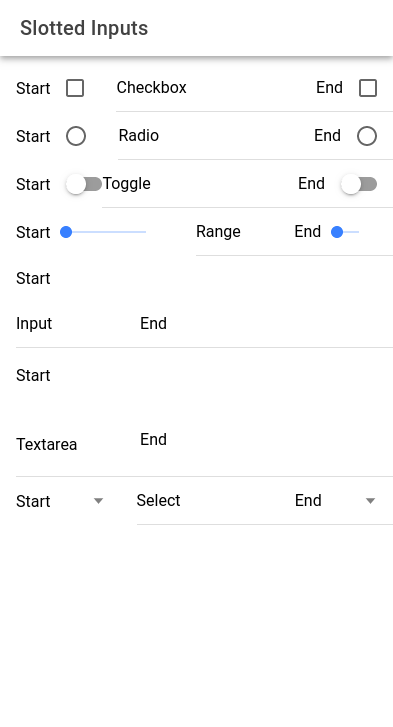 Slotted Inputs
Start Checkbox End
Start Radio End
Start Toggle End
Start Range End
Start
Input End
Start
End
Textarea
Start Select End